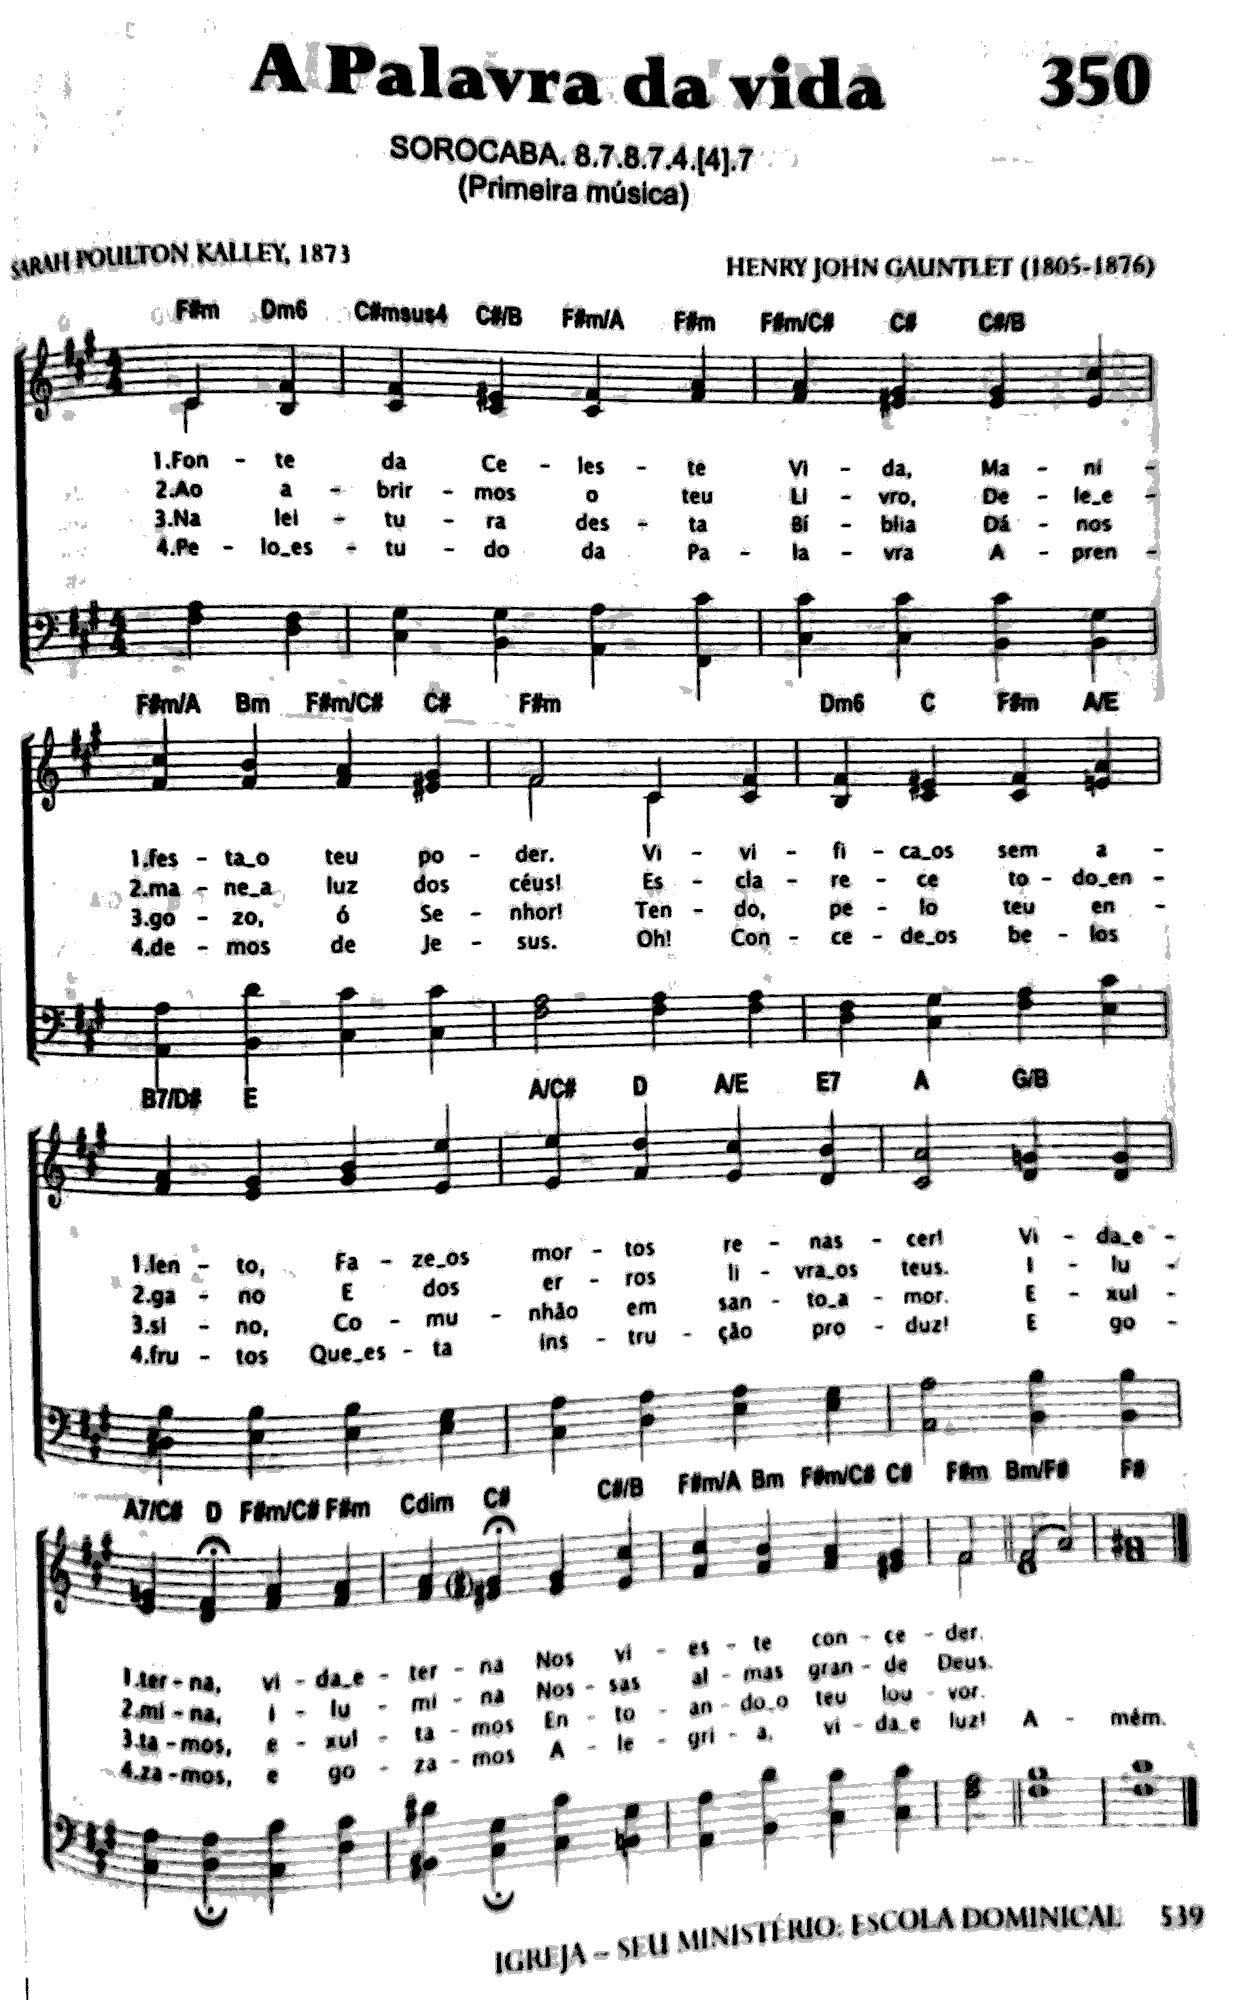 A Palavra da vida 350
SOROCABA. 8.7.8.7.4.[4].7
(Primeira música)
SARAH POULTON KALLEY, 1873 HENRY JOHN GAUNTLET (1805-1876)
F#m Dm6 C#msus4 C#/B F#m/A F#m F#m/C# C# C#/B
1.Fon - te da Ce - les - te Vi - da, Ma - ni -
2.Ao a - brir - mos o teu Li - vro, De - le_e -
3.Na lei - tu - ra des - ta Bí - blia Dá - nos
4.Pe - lo_es - tu - do da Pa - la - vra A - pren -
F#m/A Bm F#m/C# C# F#m Dm6 C F#m A/E
1.fes - ta_o teu po - der. Vi - vi - fi - ca_os sem a -
2.ma - ne_a luz dos céus! Es - cla - re - ce to - do_en -
3.go - zo, ó Se - nhor! Ten - do, pe - lo teu en -
4.de - mos de Je - sus. Oh! Con - ce - de_os be - los
B7/D# E A/C# D A/E E7 A G/B
1.len - to, Fa - ze_os mor - tos re - nas - cer! Vi - da_e -
2.ga - no E dos er - ros li - vra_os teus. I - lu -
3.si - no, Co - mu - nhão em san - to_a - mor. E - xul -
4.fru - tos Que_es - ta ins - tru - ção pro - duz! E go -
A7/C# D F#m/C# F#m Cdim C# C#/B F#m/A Bm F#m/C# C# F#m Bm/F# F#
1.ter - na, vi - da_e - ter - na Nos vi - es - te con - ce - der.
2.mi - na, i - lu - mi - na Nos - sas al - mas gran - de Deus.
3.ta - mos, e - xul - ta - mos En - to - an - do_o teu lou - vor.
4.za - mos, e go - za - mos A - le - gri - a, vi - da_e luz! A - mém.
IGREJA – SEU MINISTÉRIO: ESCOLA DOMINICAL 539